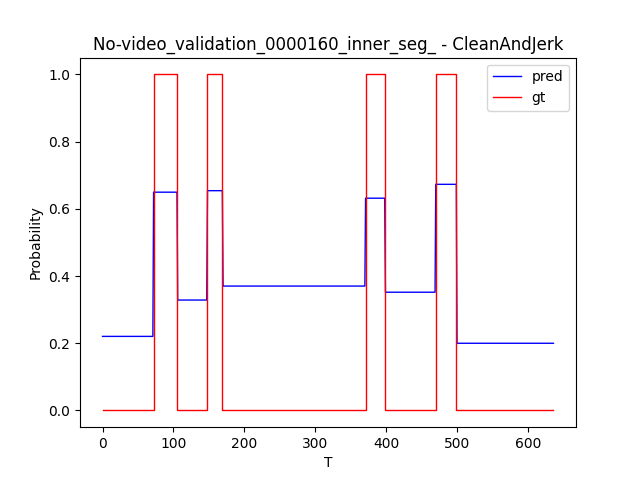 No-video_validation_0000160_inner_seg_ - CleanAndJerk
pred
gt
1.0
0.8
0.6
0.4
0.2
0.0
Probability
0 100 200 300 400 500 600
T